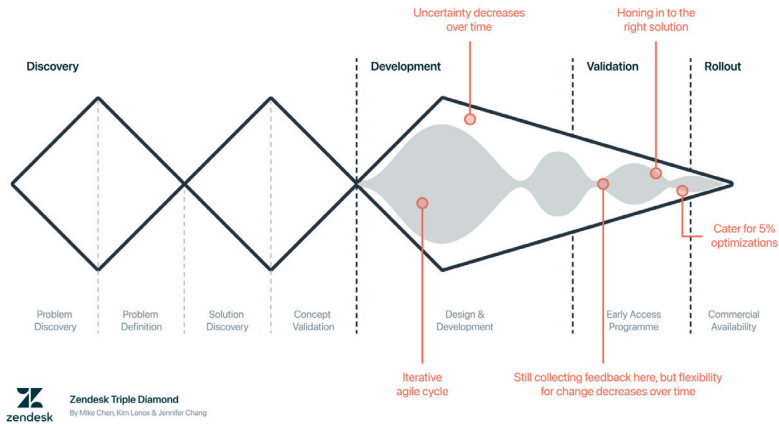 Uncertainty decreases
over time
Honing in to the
right solution
Discovery
Development
Validation
Rollout
Cater for 5%
optimizations
Problem
Discovery
Problem
Definition
Solution
Discovery
Concept
Validation
Design &
Development
Early Access
Programme
Commercial
Availability
Iterative
agile cycle
Still collecting feedback here, but flexibility
for change decreases over time
zendesk
Zendesk Triple Diamond
By Mike Chen, Kim Lenox & Jennifer Chang